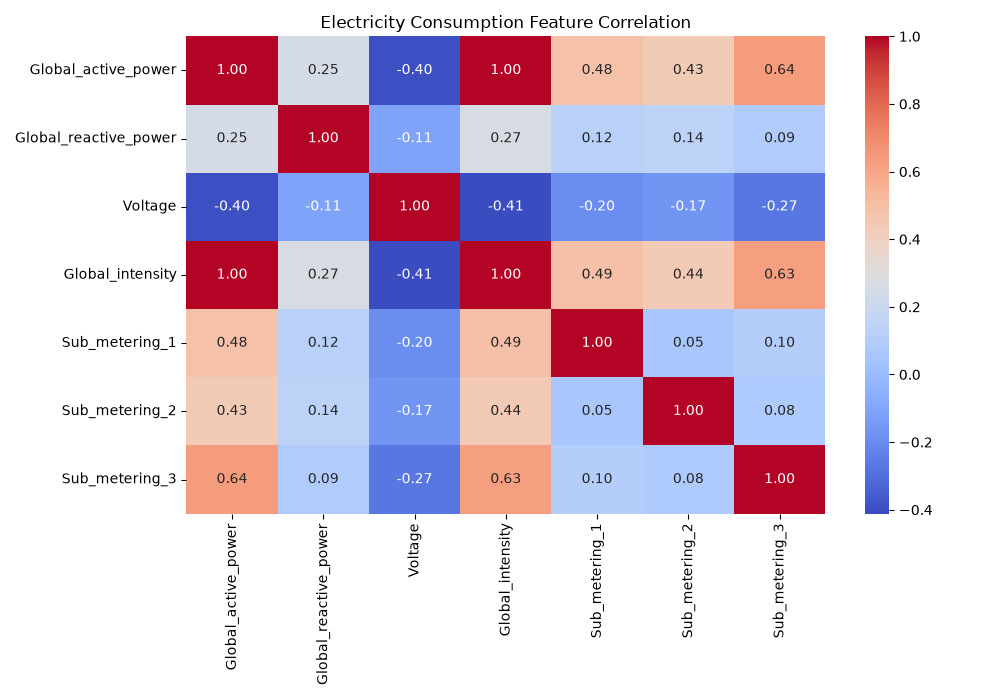 Electricity Consumption Feature Correlation
Global_active_power 1.00 0.25 -0.40 1.00 0.48 0.43 0.64
Global_reactive_power 0.25 1.00 -0.11 0.27 0.12 0.14 0.09
Voltage -0.40 -0.11 1.00 -0.41 -0.20 -0.17 -0.27
Global_intensity 1.00 0.27 -0.41 1.00 0.49 0.44 0.63
Sub_metering_1 0.48 0.12 -0.20 0.49 1.00 0.05 0.10
Sub_metering_2 0.43 0.14 -0.17 0.44 0.05 1.00 0.08
Sub_metering_3 0.64 0.09 -0.27 0.63 0.10 0.08 1.00
Global_active_power
Global_reactive_power
Voltage
Global_intensity
Sub_metering_1
Sub_metering_2
Sub_metering_3
1.0
0.8
0.6
0.4
0.2
0.0
−0.2
−0.4